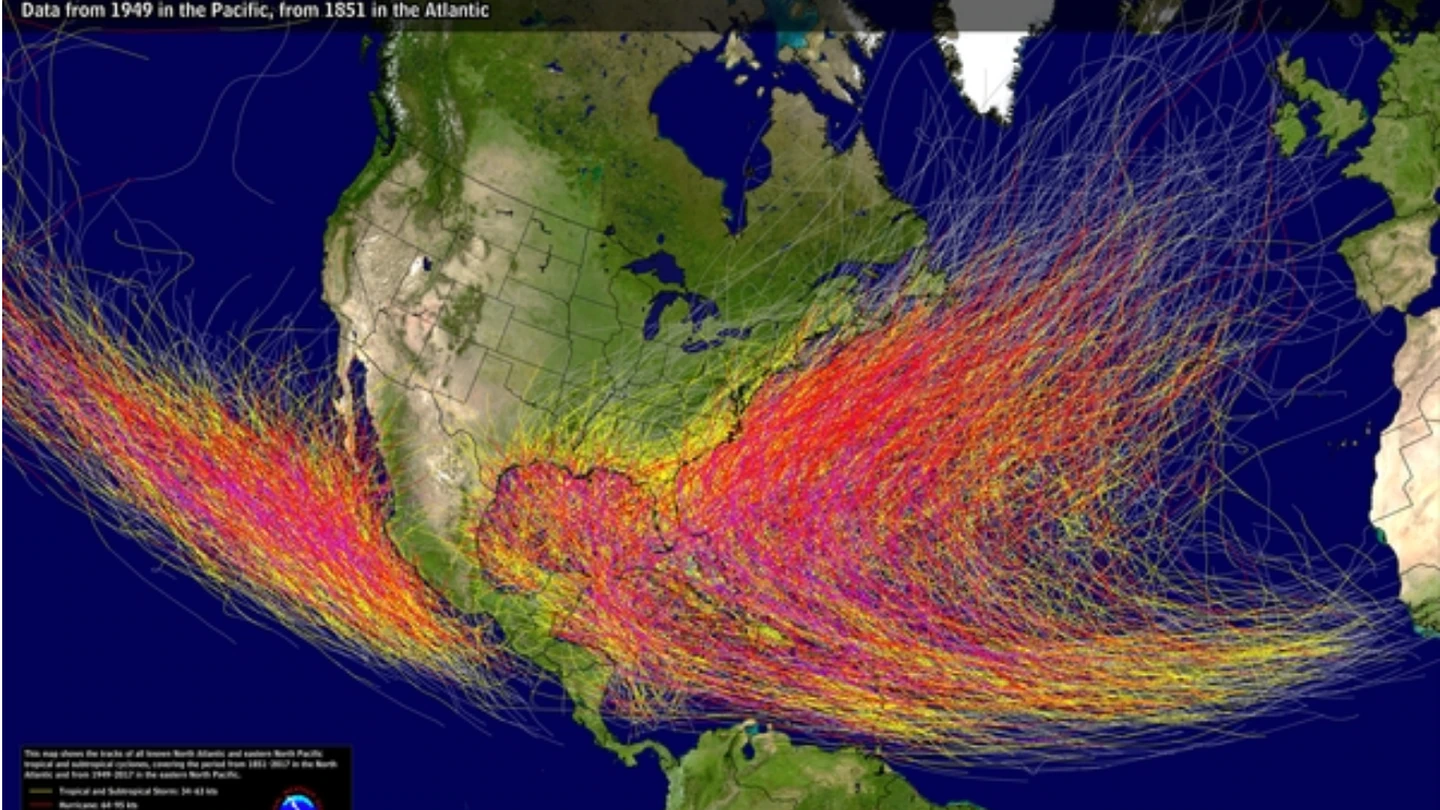 Data from 1949 in the Pacific, from 1851 in the Atlantic
This map shows the tracks of all known North Atlantic and eastern North Pacific
tropical and subtropical cyclones, covering the period from 1851-2017 in the North
Atlantic and from 1949-2017 in the eastern North Pacific.
Tropical and Subtropical Storm: 34-63 kts
Hurricane: 64-95 kts